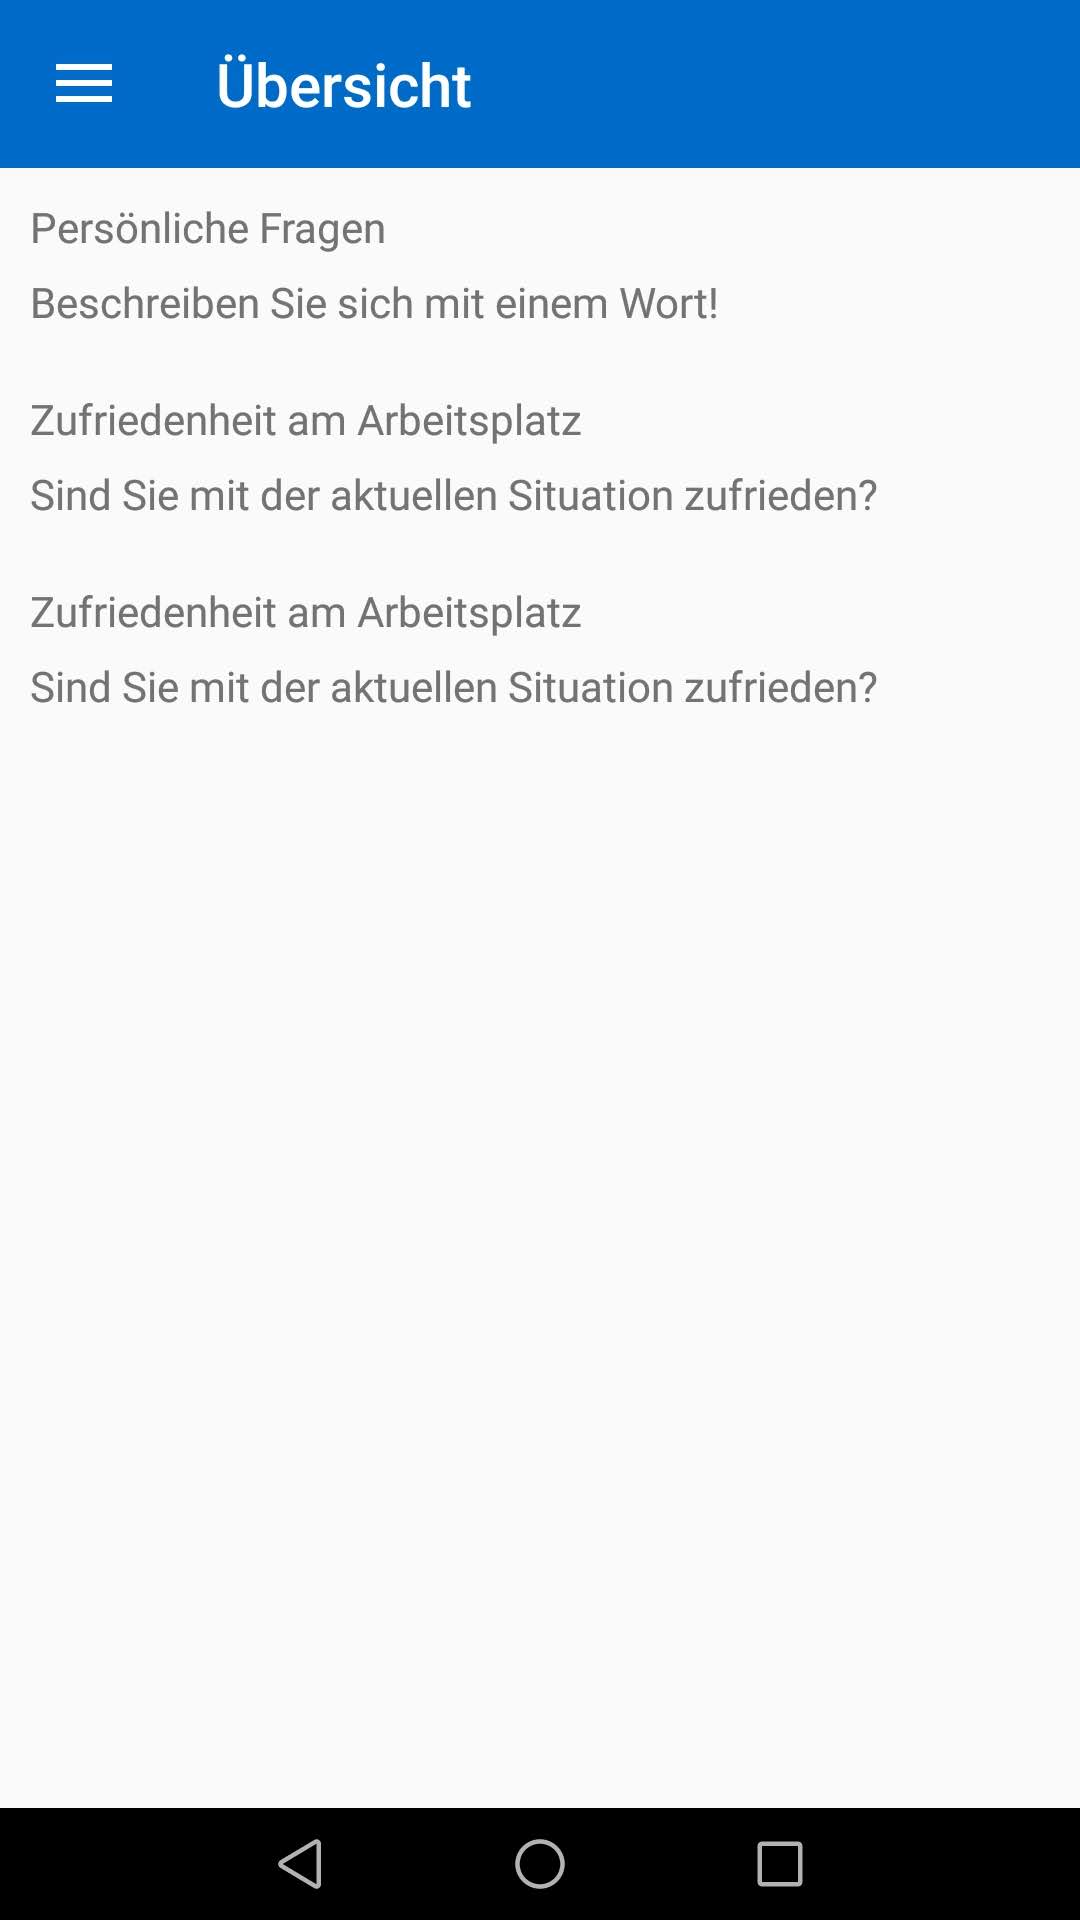 Übersicht
Persönliche Fragen
Beschreiben Sie sich mit einem Wort!
Zufriedenheit am Arbeitsplatz
Sind Sie mit der aktuellen Situation zufrieden?
Zufriedenheit am Arbeitsplatz
Sind Sie mit der aktuellen Situation zufrieden?